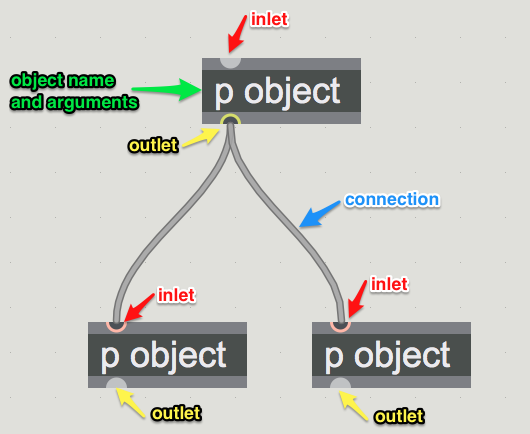 inlet
object name
and arguments
p object
outlet
connection
inlet
inlet
p object
p object
outlet
outlet